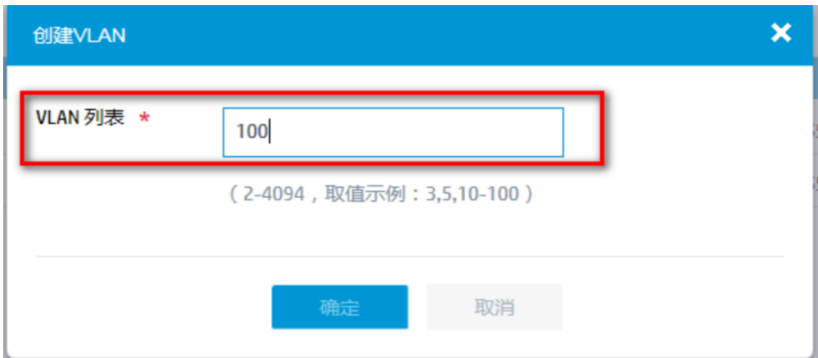 创建VLAN
VLAN 列表 *
100
（2-4094，取值示例：3,5,10-100）
确定
取消